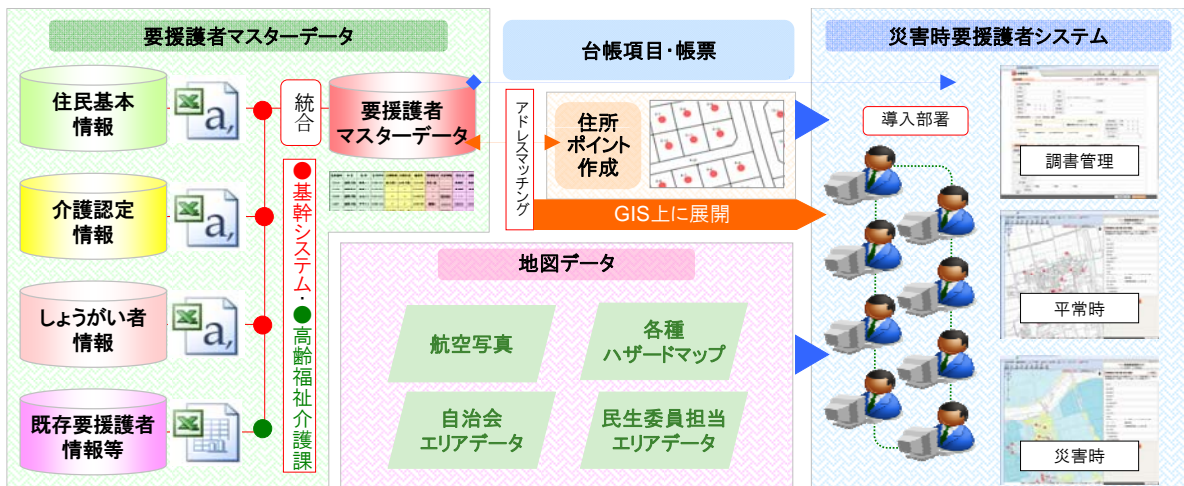 要援護者マスターデータ
住民基本
情報
a,
統合
要援護者
マスターデータ
介護認定
情報
a,
しょうがい者
情報
a,
既存要援護者
情報等
●基幹システム・●高齢福祉介護課
台帳項目・帳票
アドレスマッチング
住所
ポイント
作成
GIS上に展開
地図データ
航空写真
各種
ハザードマップ
自治会
エリアデータ
民生委員担当
エリアデータ
災害時要援護者システム
導入部署
調書管理
平常時
災害時